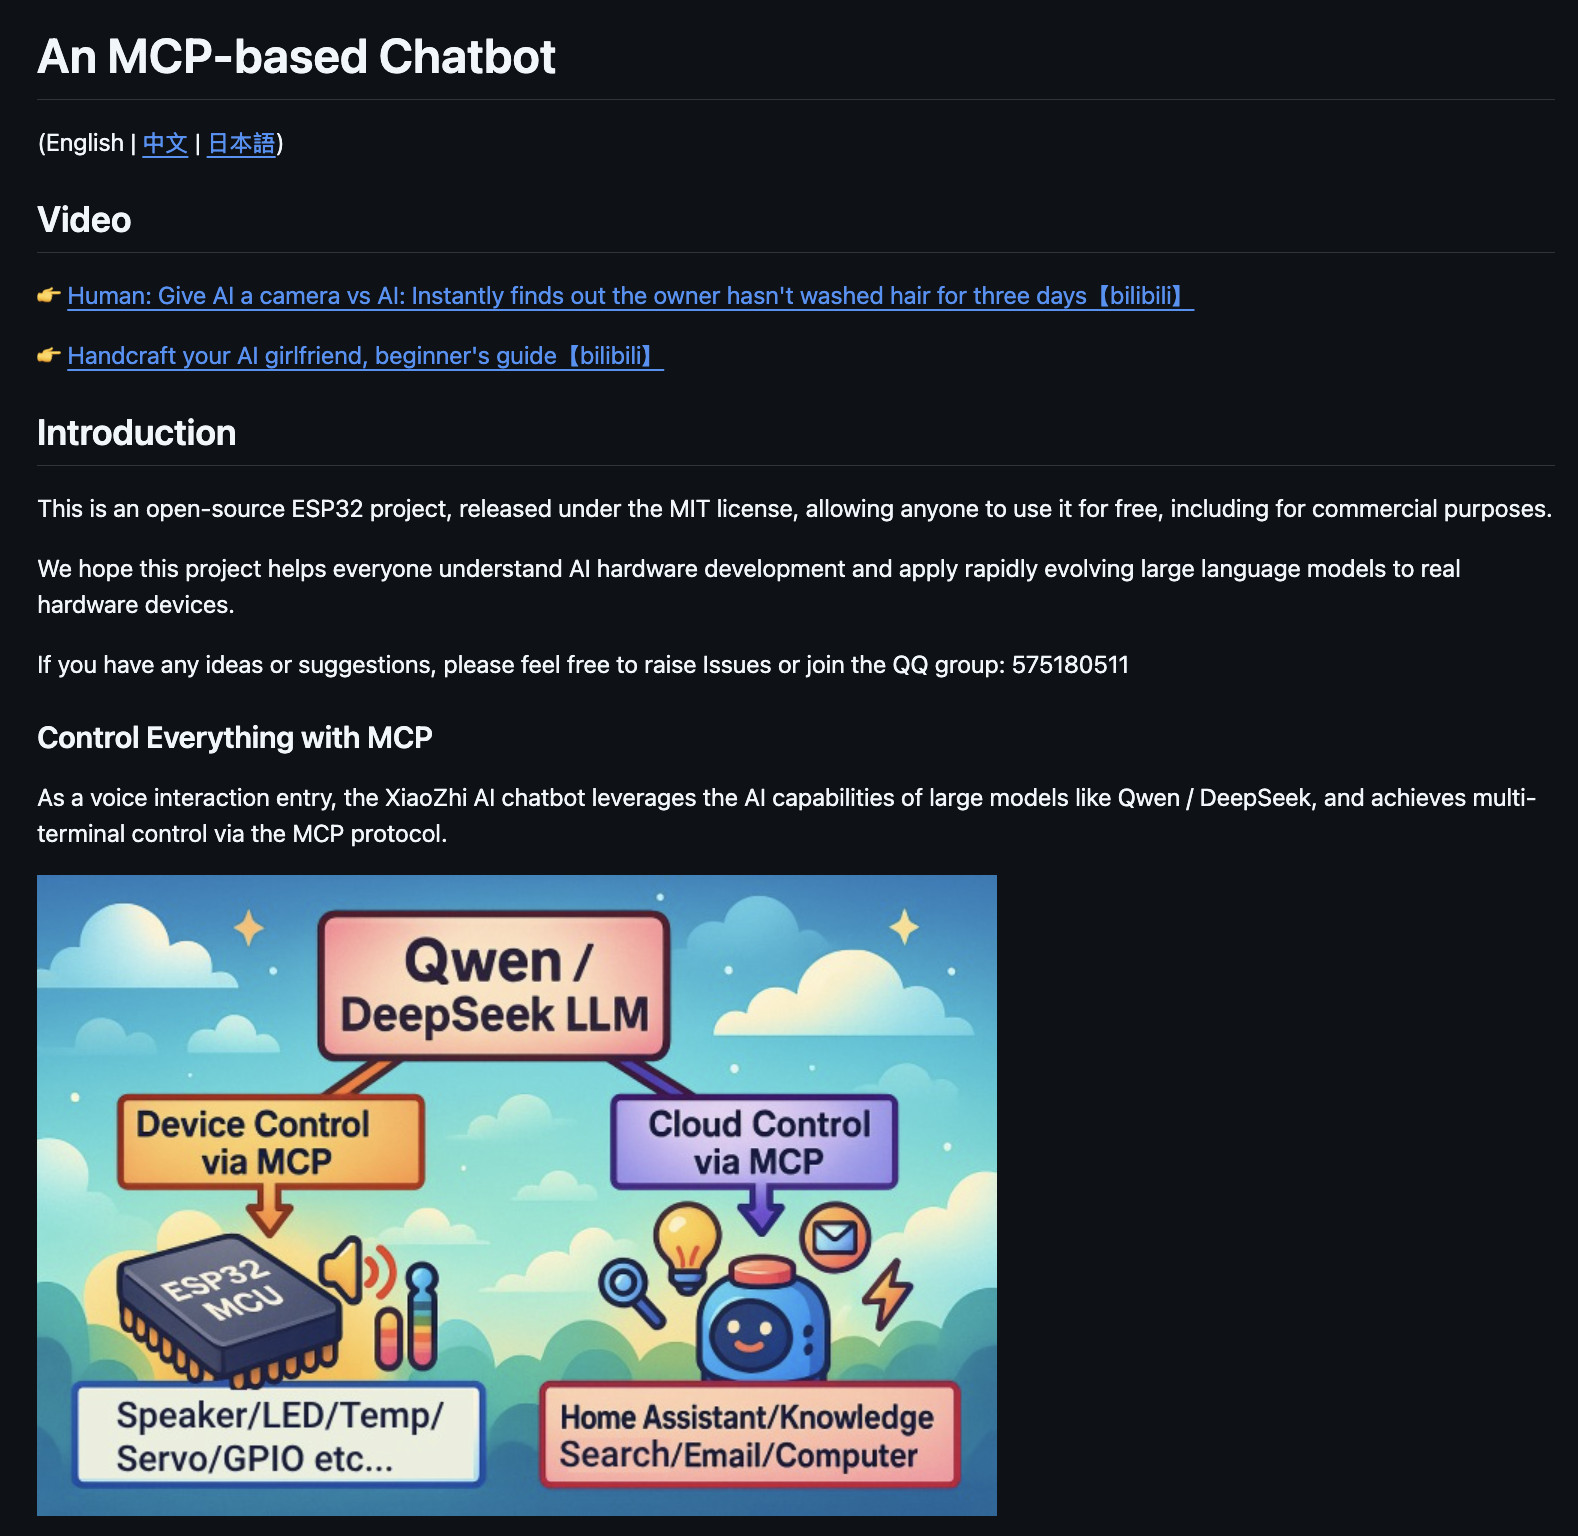 An MCP-based Chatbot
(English | 中文 | 日本語)
Video
👉 Human: Give AI a camera vs AI: Instantly finds out the owner hasn't washed hair for three days【bilibili】
👉 Handcraft your AI girlfriend, beginner's guide【bilibili】
Introduction
This is an open-source ESP32 project, released under the MIT license, allowing anyone to use it for free, including for commercial purposes.
We hope this project helps everyone understand AI hardware development and apply rapidly evolving large language models to real
hardware devices.
If you have any ideas or suggestions, please feel free to raise Issues or join the QQ group: 575180511
Control Everything with MCP
As a voice interaction entry, the XiaoZhi AI chatbot leverages the AI capabilities of large models like Qwen / DeepSeek, and achieves multi-
terminal control via the MCP protocol.
Qwen /
DeepSeek LLM
Device Control
via MCP
Cloud Control
via MCP
ESP32
MCU
Speaker/LED/Temp/
Servo/GPIO etc...
Home Assistant/Knowledge
Search/Email/Computer